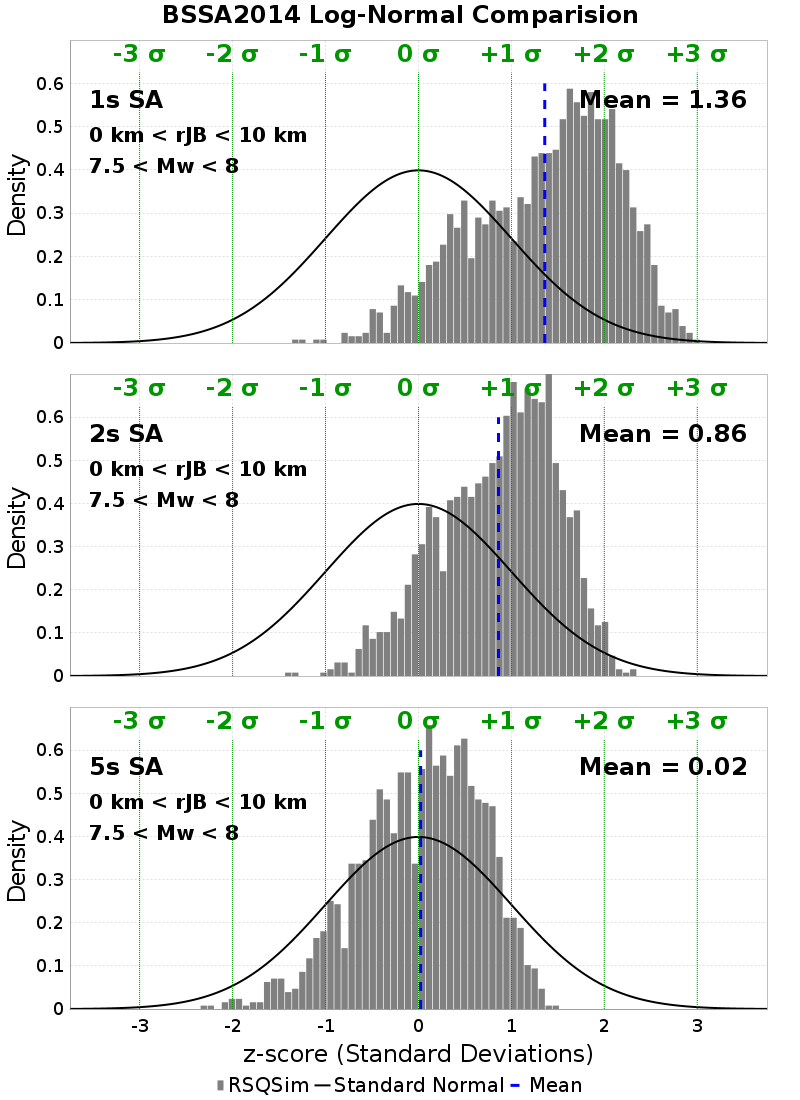 BSSA2014 Log-Normal Comparision
-3 σ -2 σ -1 σ 0 σ +1 σ +2 σ +3 σ
1s SA
Mean = 1.36
0 km < rJB < 10 km
7.5 < Mw < 8
Density
0.6
0.5
0.4
0.3
0.2
0.1
0
-3 σ -2 σ -1 σ 0 σ +1 σ +2 σ +3 σ
2s SA
Mean = 0.86
0 km < rJB < 10 km
7.5 < Mw < 8
Density
0.6
0.5
0.4
0.3
0.2
0.1
0
-3 σ -2 σ -1 σ 0 σ +1 σ +2 σ +3 σ
5s SA
Mean = 0.02
0 km < rJB < 10 km
7.5 < Mw < 8
Density
0.6
0.5
0.4
0.3
0.2
0.1
0
-3 -2 -1 0 1 2 3
z-score (Standard Deviations)
RSQSim Standard Normal Mean